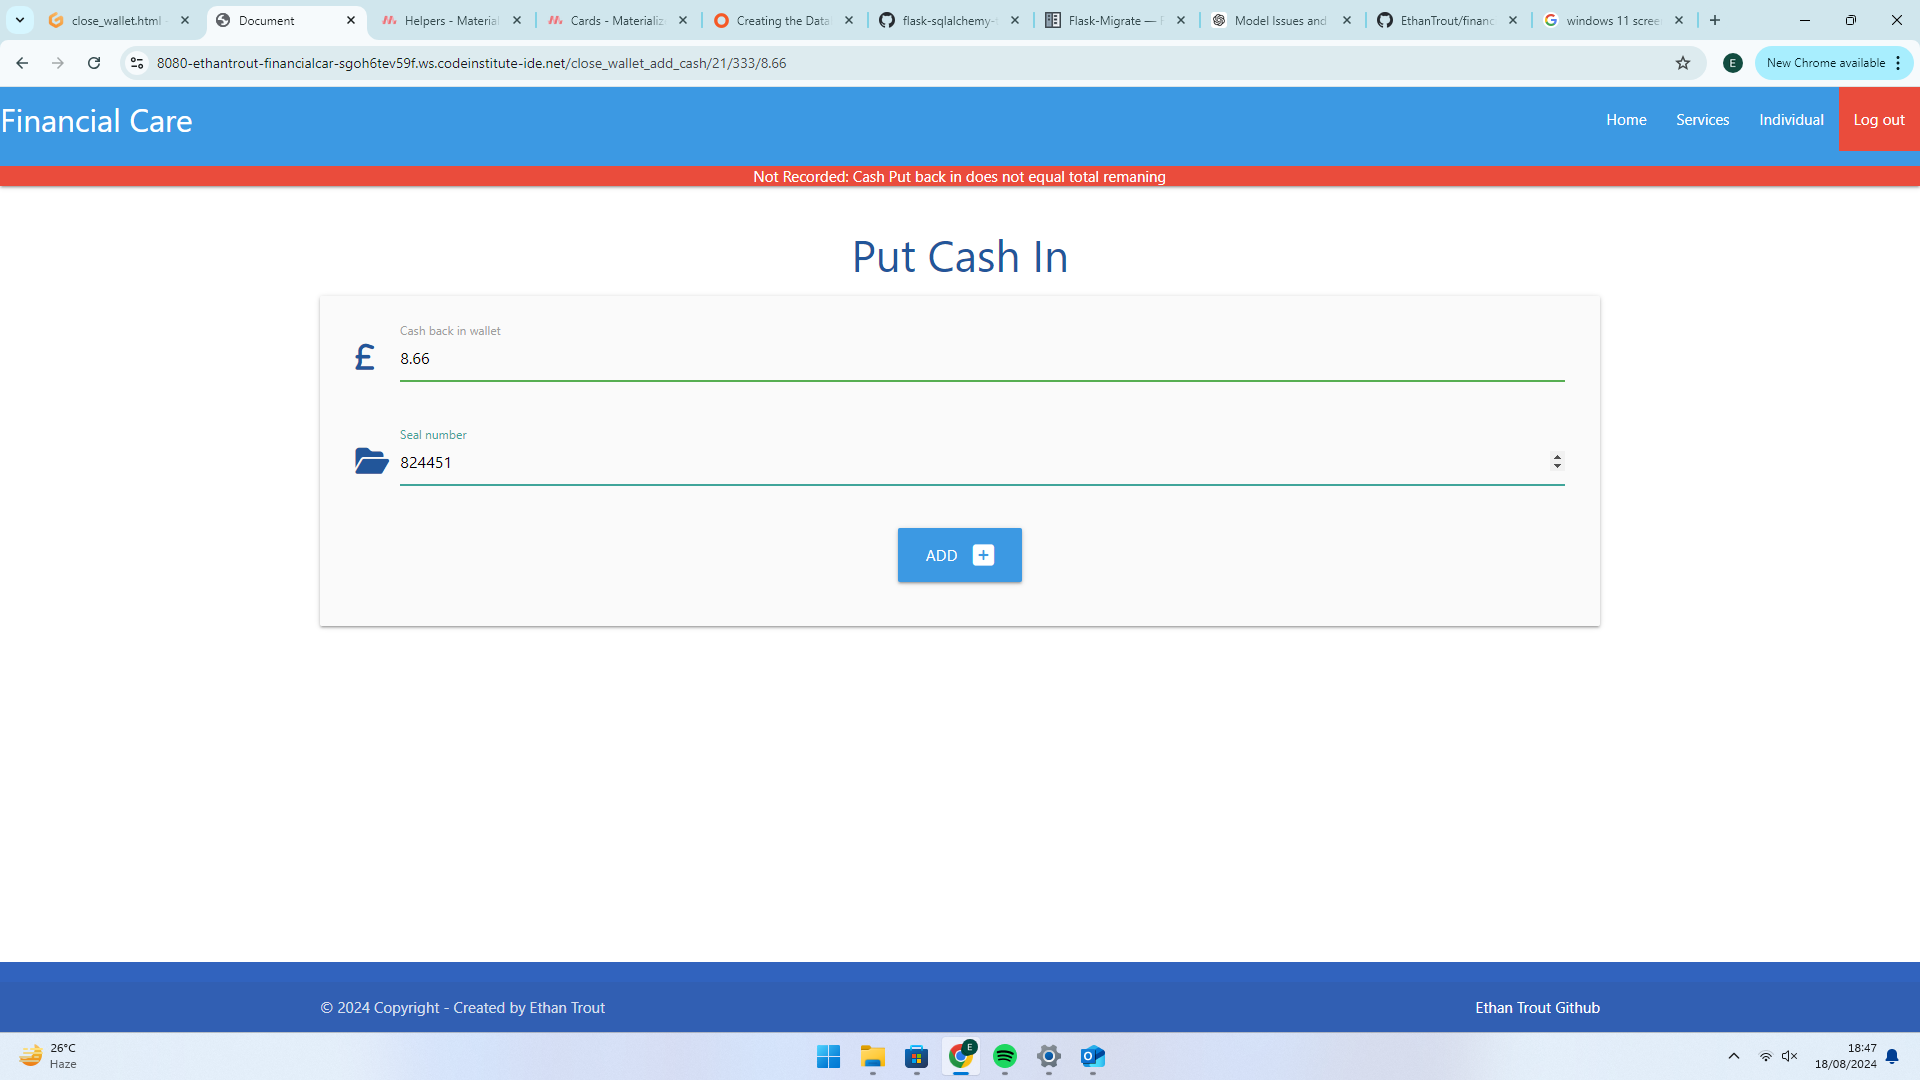 close_wallet.html
Document
Helpers - Material
Cards - Materializ
Creating the Data
flask-sqlalchemy-
Flask-Migrate —
Model Issues and
EthanTrout/financ
windows 11 scree
8080-ethantrout-financialcar-sgoh6tev59f.ws.codeinstitute-ide.net/close_wallet_add_cash/21/333/8.66
E
New Chrome available
Financial Care
Home
Services
Individual
Log out
Not Recorded: Cash Put back in does not equal total remaning
Put Cash In
Cash back in wallet
£
8.66
Seal number
824451
ADD
© 2024 Copyright - Created by Ethan Trout
Ethan Trout Github
26°C
Haze
E
18:47
18/08/2024